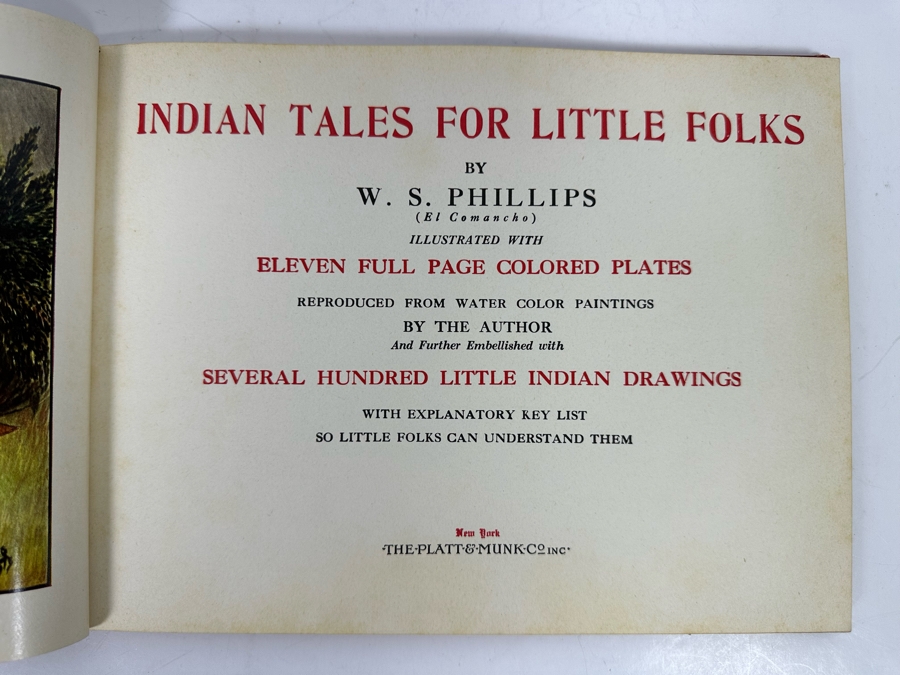 INDIAN TALES FOR LITTLE FOLKS
BY
W. S. PHILLIPS
(El Comancho)
ILLUSTRATED WITH
ELEVEN FULL PAGE COLORED PLATES
REPRODUCED FROM WATER COLOR PAINTINGS
BY THE AUTHOR
And Further Embellished with
SEVERAL HUNDRED LITTLE INDIAN DRAWINGS
WITH EXPLANATORY KEY LIST
SO LITTLE FOLKS CAN UNDERSTAND THEM
New York
·THE·PLATT·&·MUNK·Co INC·